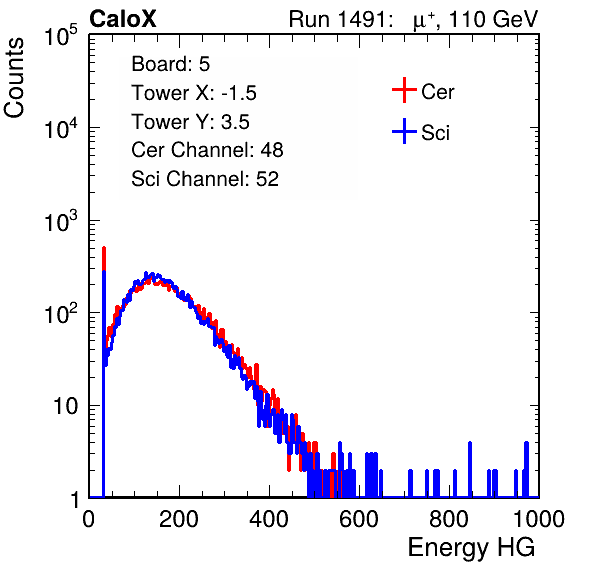 CaloX Run 1491: μ⁺, 110 GeV
Counts
10⁵
10⁴
10³
10²
10
1
Board: 5
Tower X: -1.5
Tower Y: 3.5
Cer Channel: 48
Sci Channel: 52
Cer
Sci
0 200 400 600 800 1000
Energy HG